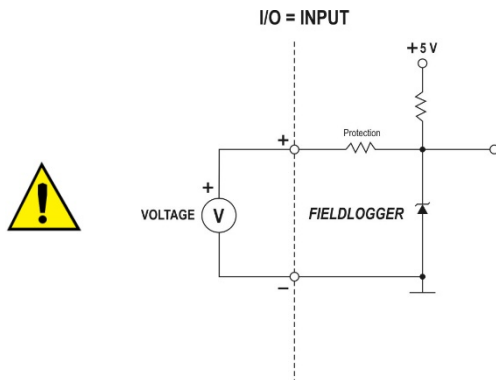 I/O = INPUT
+5 V
+
Protection
+
VOLTAGE
V
FIELDLOGGER
−